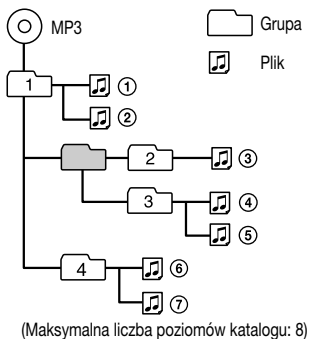 MP3
Grupa
Plik
1
①
②
2
③
3
④
⑤
4
⑥
⑦
(Maksymalna liczba poziomów katalogu: 8)